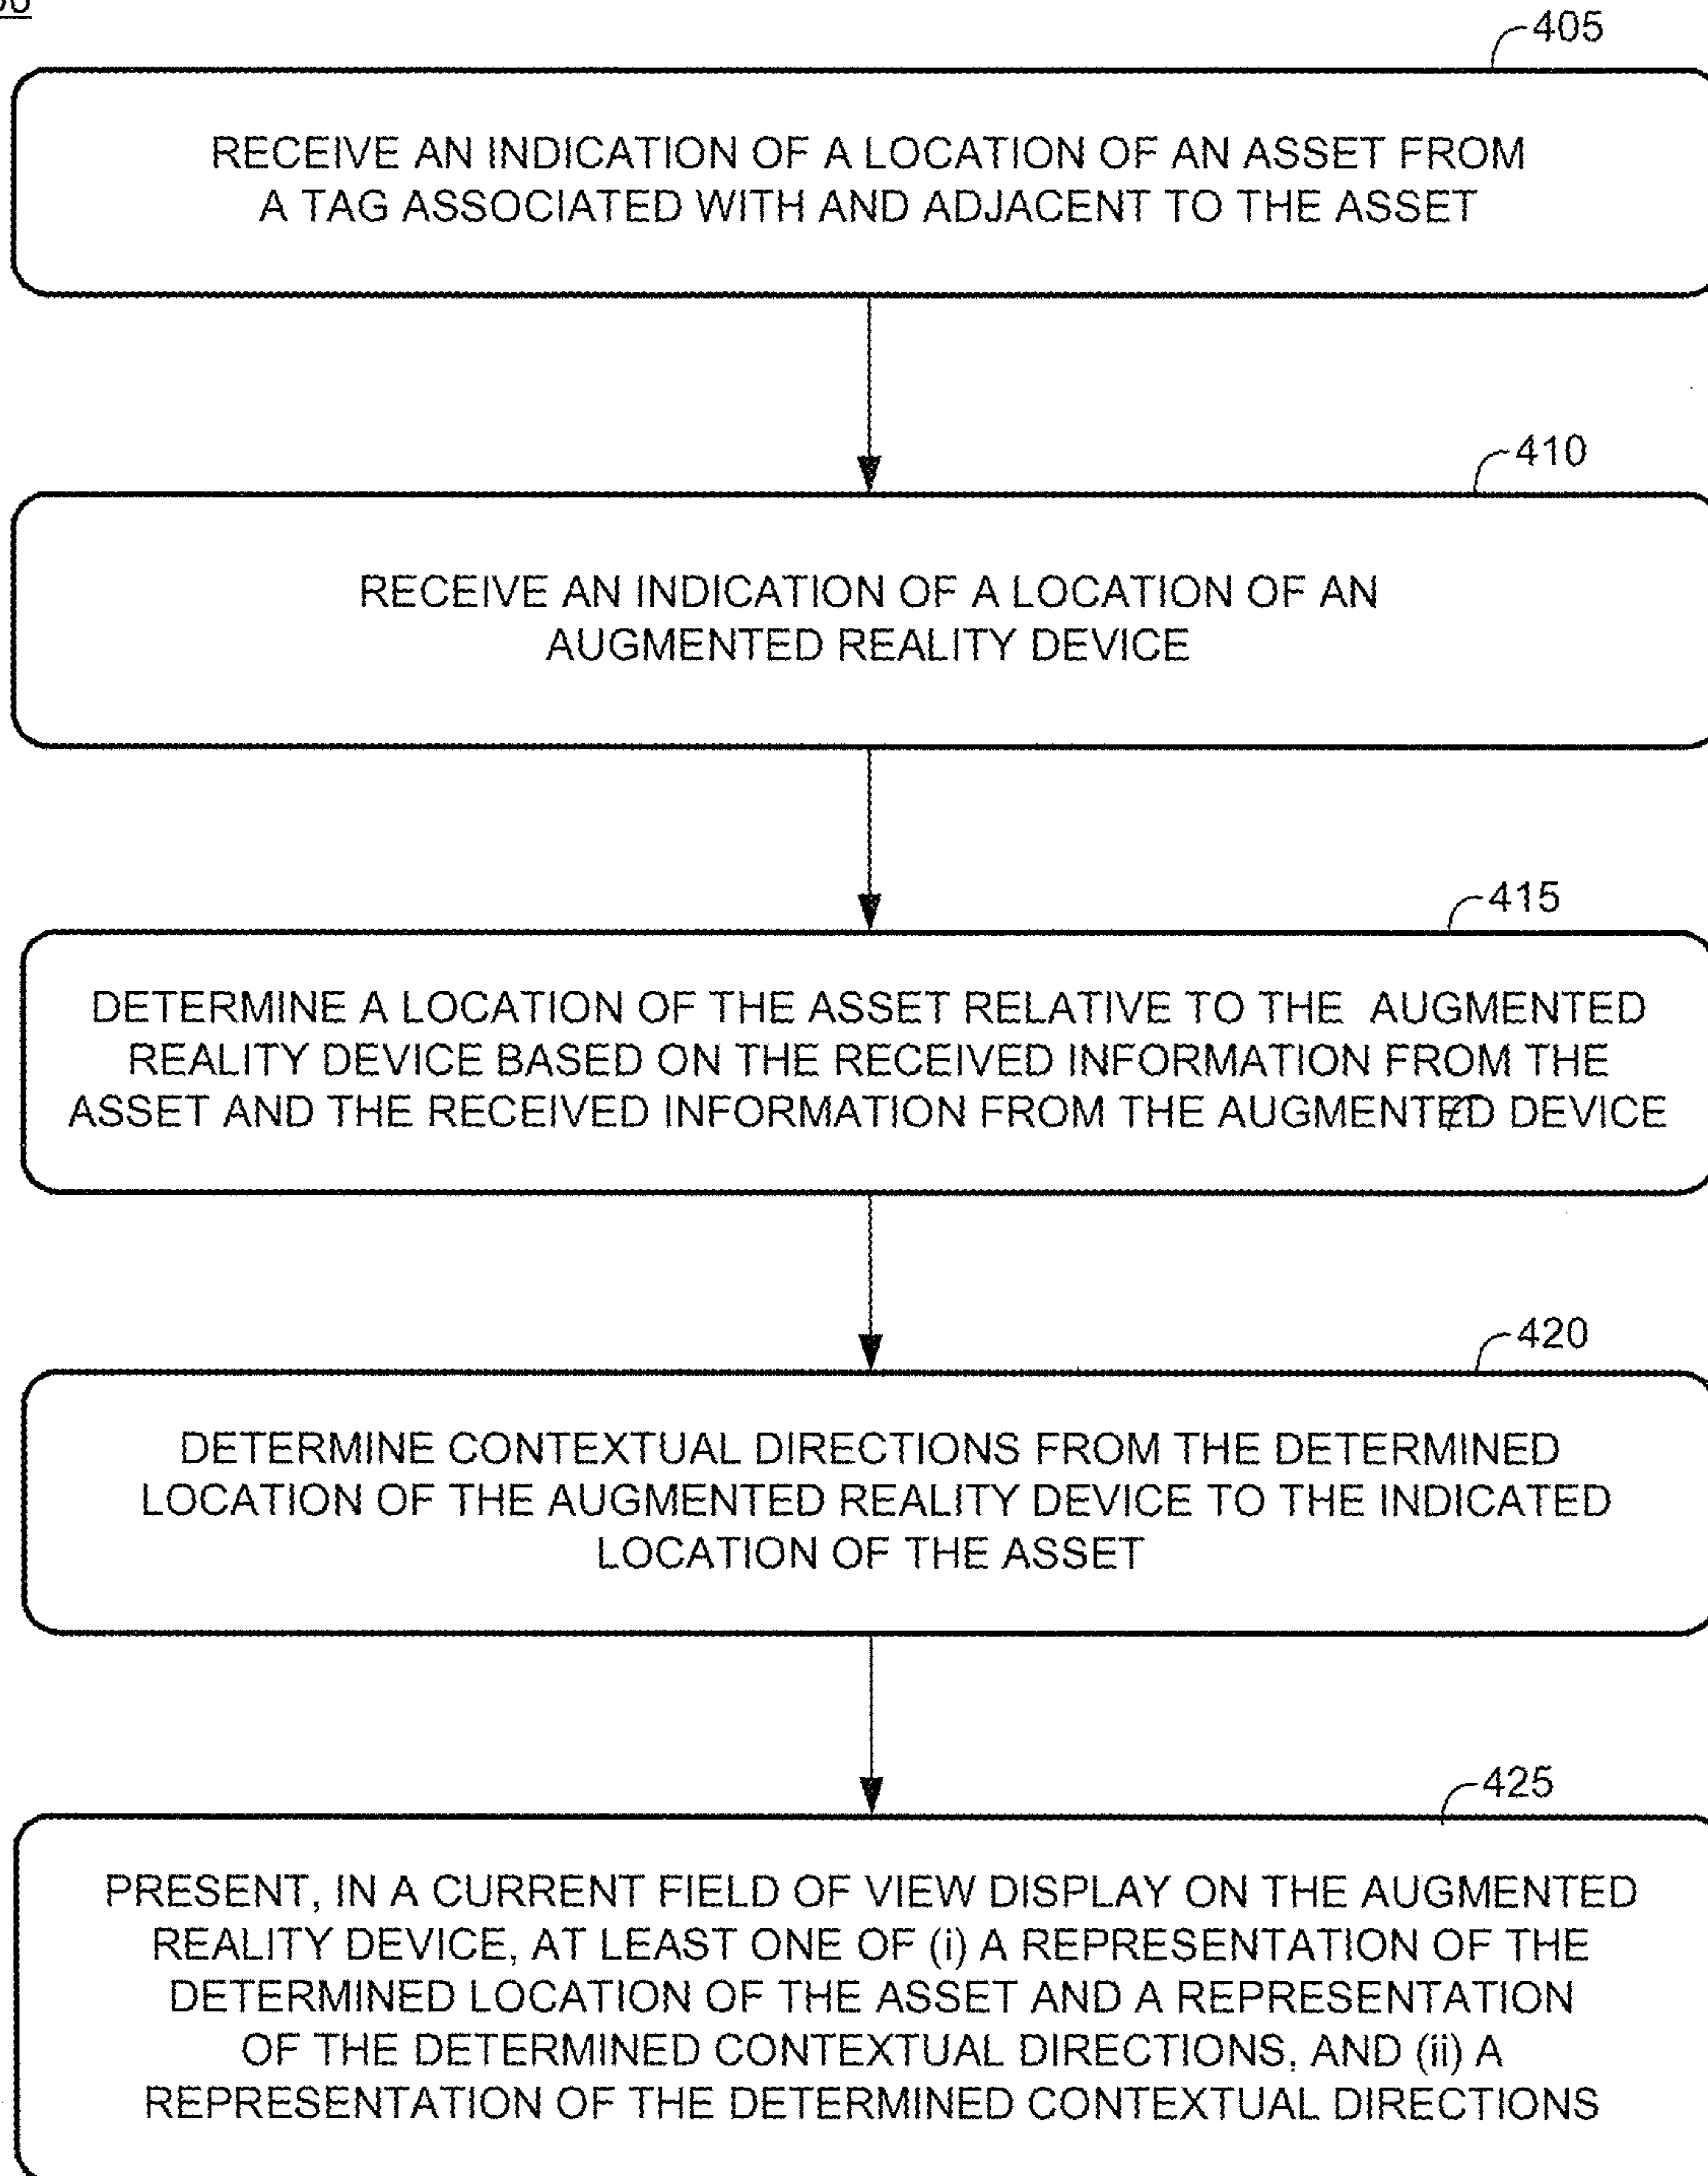 405
RECEIVE AN INDICATION OF A LOCATION OF AN ASSET FROM
A TAG ASSOCIATED WITH AND ADJACENT TO THE ASSET
410
RECEIVE AN INDICATION OF A LOCATION OF AN
AUGMENTED REALITY DEVICE
415
DETERMINE A LOCATION OF THE ASSET RELATIVE TO THE AUGMENTED
REALITY DEVICE BASED ON THE RECEIVED INFORMATION FROM THE
ASSET AND THE RECEIVED INFORMATION FROM THE AUGMENTED DEVICE
420
DETERMINE CONTEXTUAL DIRECTIONS FROM THE DETERMINED
LOCATION OF THE AUGMENTED REALITY DEVICE TO THE INDICATED
LOCATION OF THE ASSET
425
PRESENT, IN A CURRENT FIELD OF VIEW DISPLAY ON THE AUGMENTED
REALITY DEVICE, AT LEAST ONE OF (i) A REPRESENTATION OF THE
DETERMINED LOCATION OF THE ASSET AND A REPRESENTATION
OF THE DETERMINED CONTEXTUAL DIRECTIONS, AND (ii) A
REPRESENTATION OF THE DETERMINED CONTEXTUAL DIRECTIONS